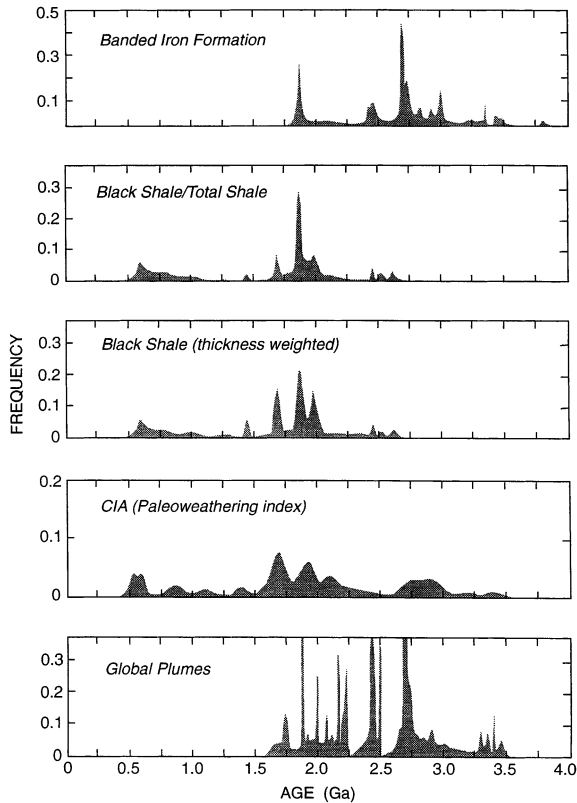 0.5
Banded Iron Formation
0.3
0.1
0.3
Black Shale/Total Shale
0.2
0.1
0
0.3
Black Shale (thickness weighted)
0.2
0.1
0
FREQUENCY
0.2
CIA (Paleoweathering index)
0.1
0
0.3
Global Plumes
0.2
0.1
0
0 0.5 1.0 1.5 2.0 2.5 3.0 3.5 4.0
AGE (Ga)